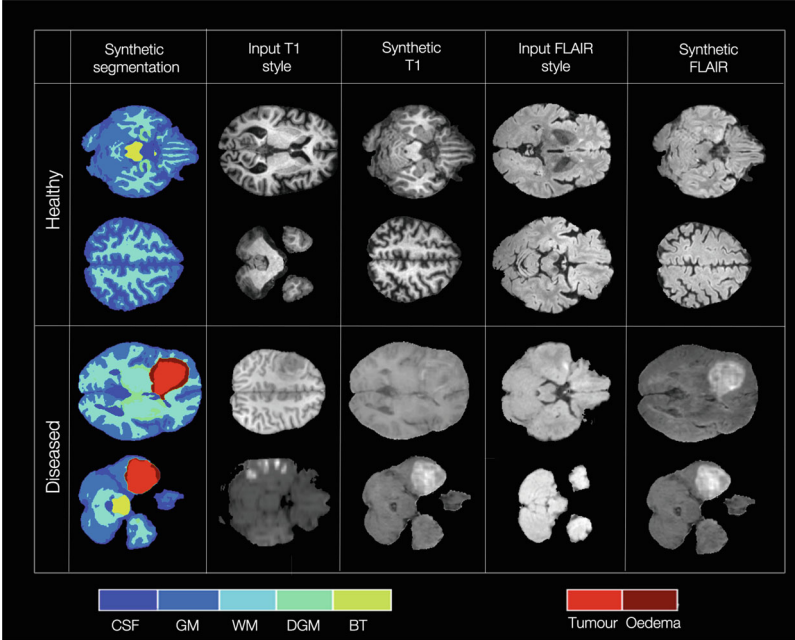 Synthetic
segmentation
Input T1
style
Synthetic
T1
Input FLAIR
style
Synthetic
FLAIR
Healthy
Diseased
CSF GM WM DGM BT
Tumour Oedema